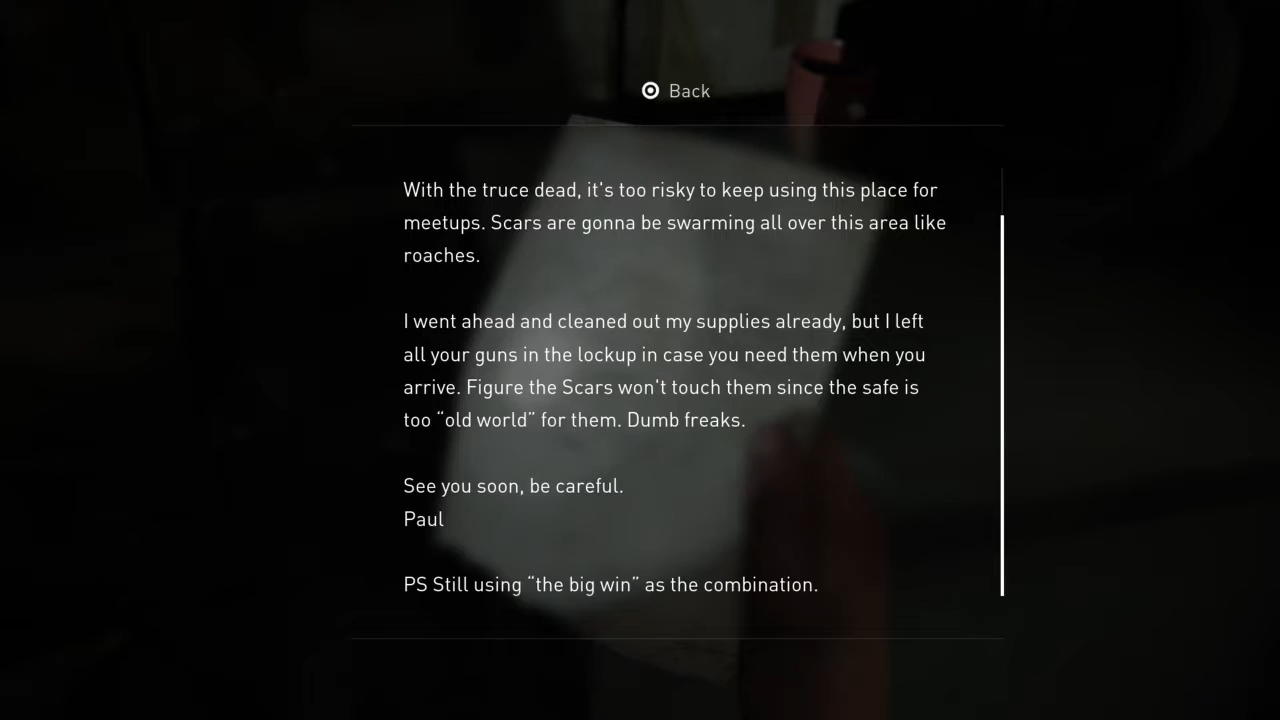 Back
With the truce dead, it's too risky to keep using this place for
meetups. Scars are gonna be swarming all over this area like
roaches.
I went ahead and cleaned out my supplies already, but I left
all your guns in the lockup in case you need them when you
arrive. Figure the Scars won't touch them since the safe is
too “old world” for them. Dumb freaks.
See you soon, be careful.
Paul
PS Still using “the big win” as the combination.